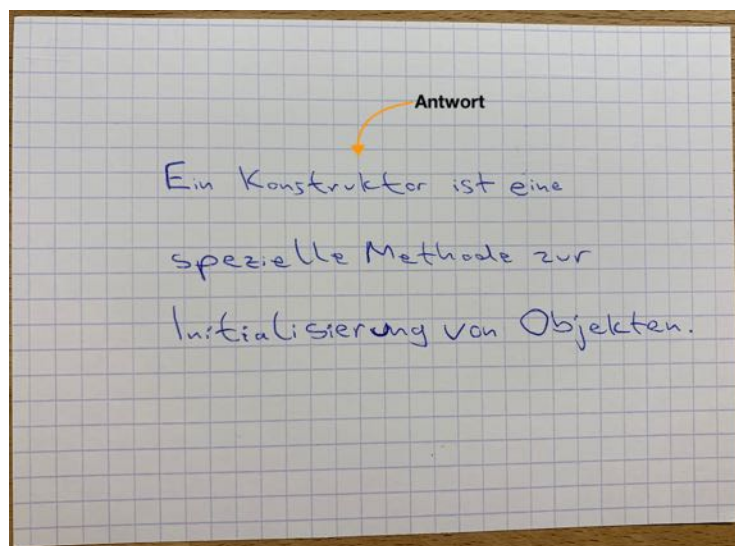 Antwort
Ein Konstruktor ist eine
spezielle Methode zur
Initialisierung von Objekten.